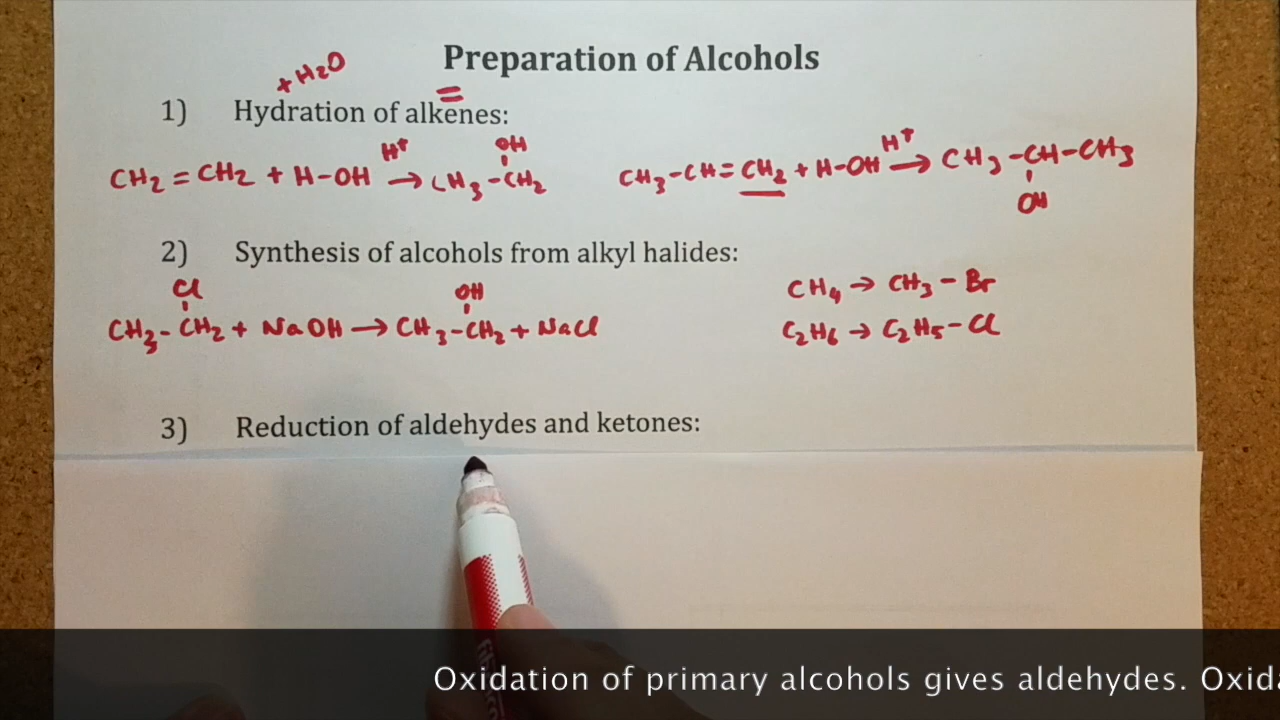 Preparation of Alcohols
+ H2O
1) Hydration of alkenes:
=
CH2 = CH2 + H-OH H+ → CH3 - CH2 OH
CH3-CH=CH2 + H-OH H+ → CH3-CH-CH3 OH
2) Synthesis of alcohols from alkyl halides:
Cl
CH3-CH2 + NaOH → CH3-CH2 + NaCl
OH
CH4 → CH3-Br
C2H6 → C2H5-Cl
3) Reduction of aldehydes and ketones:
Oxidation of primary alcohols gives aldehydes. Oxid